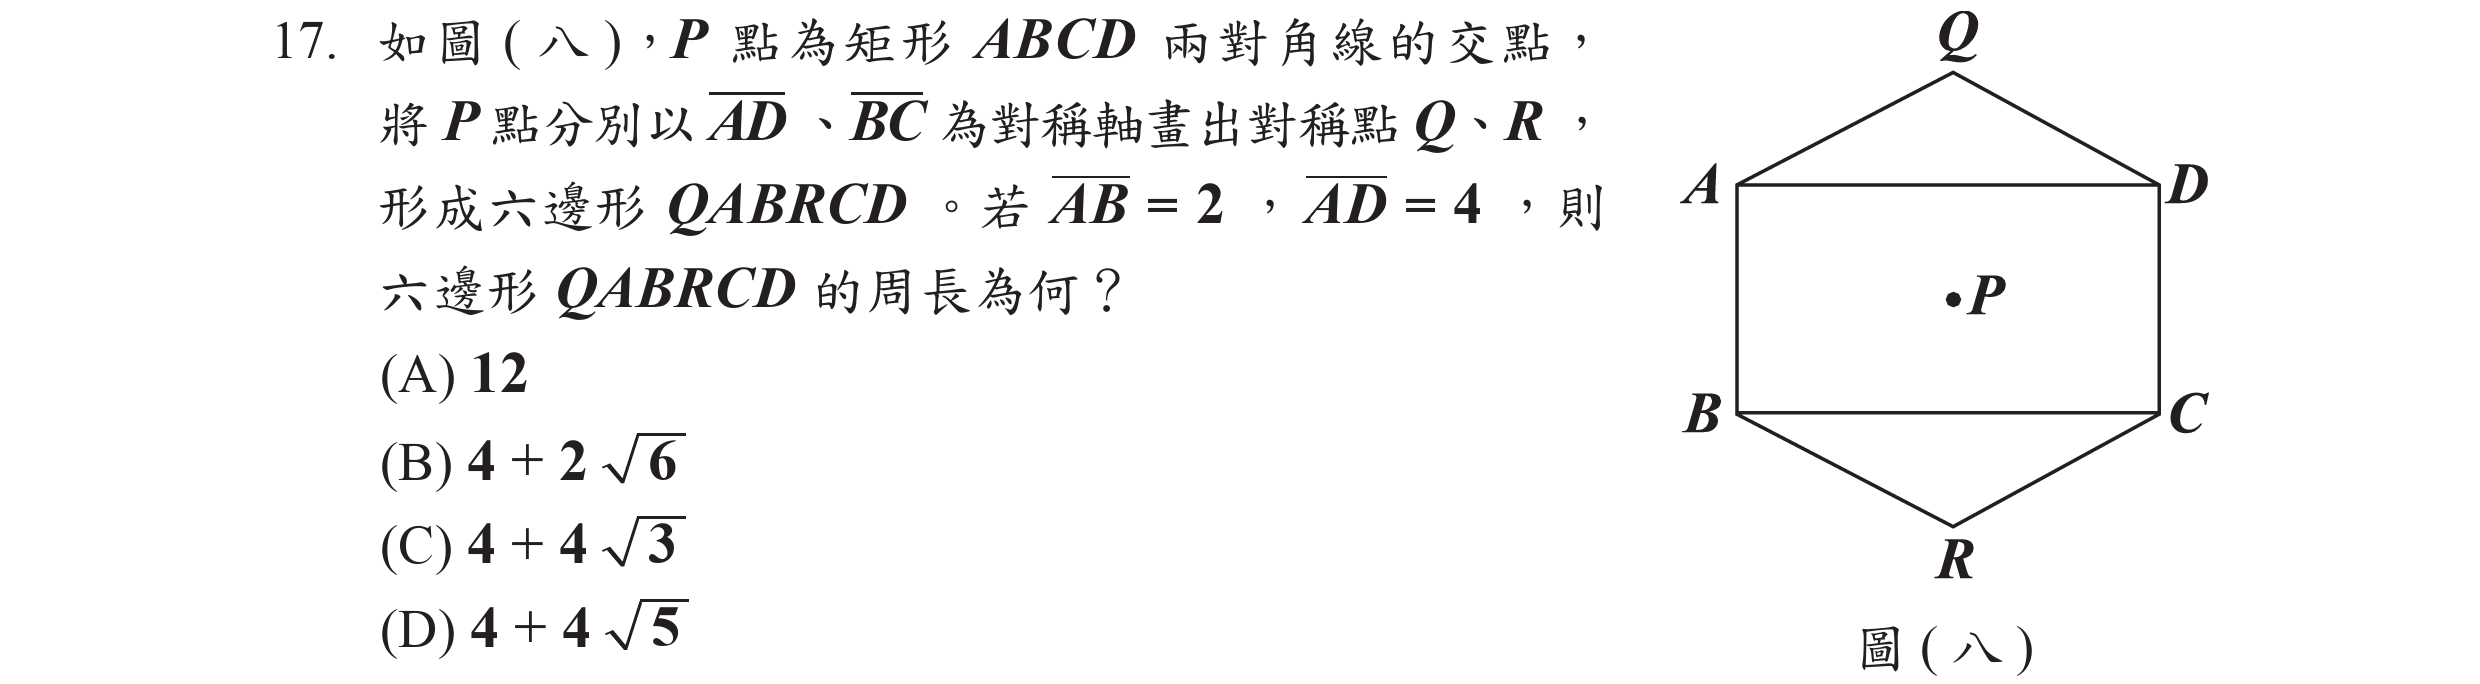 17. 如圖(八)，P 點為矩形 ABCD 兩對角線的交點，
將 P 點分別以 \overline{AD}、\overline{BC} 為對稱軸畫出對稱點 Q、R，
形成六邊形 QABRCD 。若 \overline{AB} = 2 ， \overline{AD} = 4 ，則
六邊形 QABRCD 的周長為何？
(A) 12
(B) 4 + 2√6
(C) 4 + 4√3
(D) 4 + 4√5
Q
A
D
P
B
C
R
圖(八)